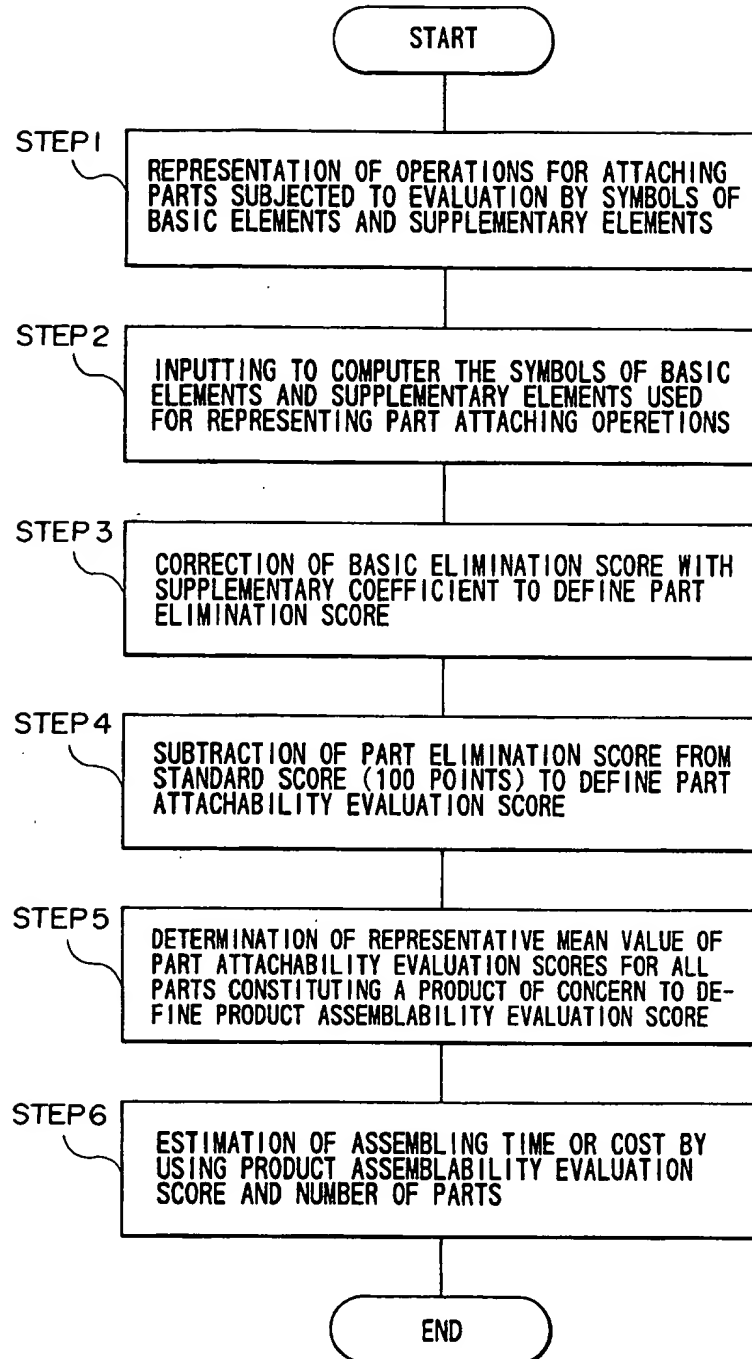 START
STEP1
REPRESENTATION OF OPERATIONS FOR ATTACHING
PARTS SUBJECTED TO EVALUATION BY SYMBOLS OF
BASIC ELEMENTS AND SUPPLEMENTARY ELEMENTS
STEP2
INPUTTING TO COMPUTER THE SYMBOLS OF BASIC
ELEMENTS AND SUPPLEMENTARY ELEMENTS USED
FOR REPRESENTING PART ATTACHING OPERETIONS
STEP3
CORRECTION OF BASIC ELIMINATION SCORE WITH
SUPPLEMENTARY COEFFICIENT TO DEFINE PART
ELIMINATION SCORE
STEP4
SUBTRACTION OF PART ELIMINATION SCORE FROM
STANDARD SCORE (100 POINTS) TO DEFINE PART
ATTACHABILITY EVALUATION SCORE
STEP5
DETERMINATION OF REPRESENTATIVE MEAN VALUE OF
PART ATTACHABILITY EVALUATION SCORES FOR ALL
PARTS CONSTITUTING A PRODUCT OF CONCERN TO DE-
FINE PRODUCT ASSEMBLABILITY EVALUATION SCORE
STEP6
ESTIMATION OF ASSEMBLING TIME OR COST BY
USING PRODUCT ASSEMBLABILITY EVALUATION
SCORE AND NUMBER OF PARTS
END